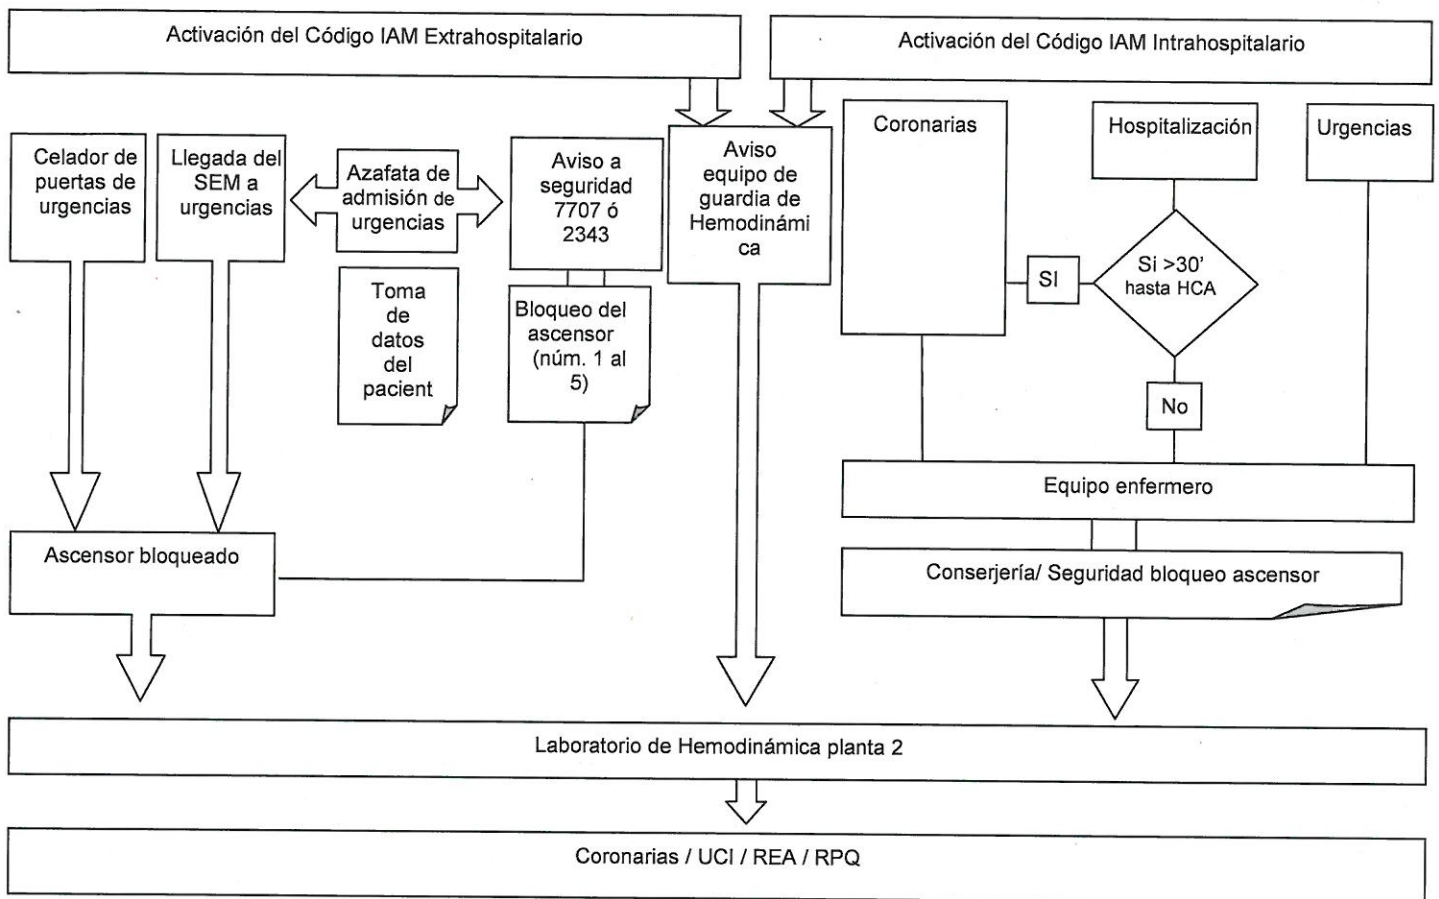 Activación del Código IAM Extrahospitalario
Activación del Código IAM Intrahospitalario
Celador de
puertas de
urgencias
Llegada del
SEM a
urgencias
Azafata de
admisión de
urgencias
Aviso a
seguridad
7707 ó
2343
Aviso
equipo de
guardia de
Hemodinámi
ca
Coronarias
Hospitalización
Urgencias
Toma
de
datos
del
pacient
Bloqueo del
ascensor
(núm. 1 al
5)
SI
Si >30'
hasta HCA
No
Equipo enfermero
Ascensor bloqueado
Conserjería/ Seguridad bloqueo ascensor
Laboratorio de Hemodinámica planta 2
Coronarias / UCI / REA / RPQ